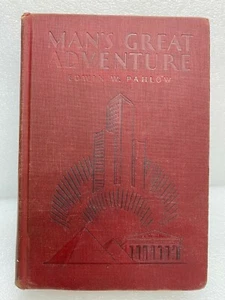 MAN'S GREAT
ADVENTURE
EDWIN W. PAHLOW